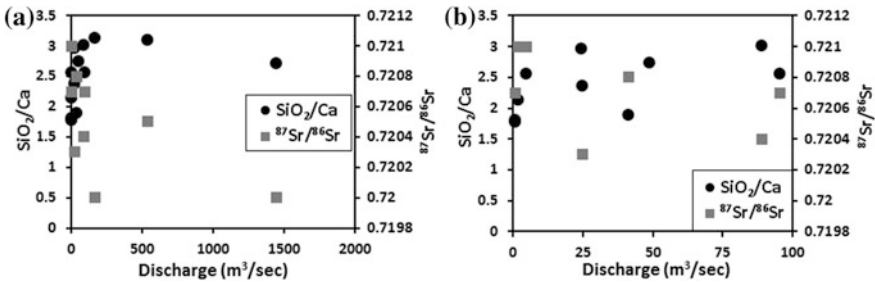 (a)
3.5
3
2.5
2
1.5
1
0.5
0
SiO₂/Ca
0.7212
0.721
0.7208
0.7206
0.7204
0.7202
0.72
0.7198
⁸⁷Sr/⁸⁶Sr
SiO₂/Ca
⁸⁷Sr/⁸⁶Sr
0 500 1000 1500 2000
Discharge (m³/sec)
(b)
3.5
3
2.5
2
1.5
1
0.5
0
SiO₂/Ca
0.7212
0.721
0.7208
0.7206
0.7204
0.7202
0.72
0.7198
⁸⁷Sr/⁸⁶Sr
SiO₂/Ca
⁸⁷Sr/⁸⁶Sr
0 25 50 75 100
Discharge (m³/sec)